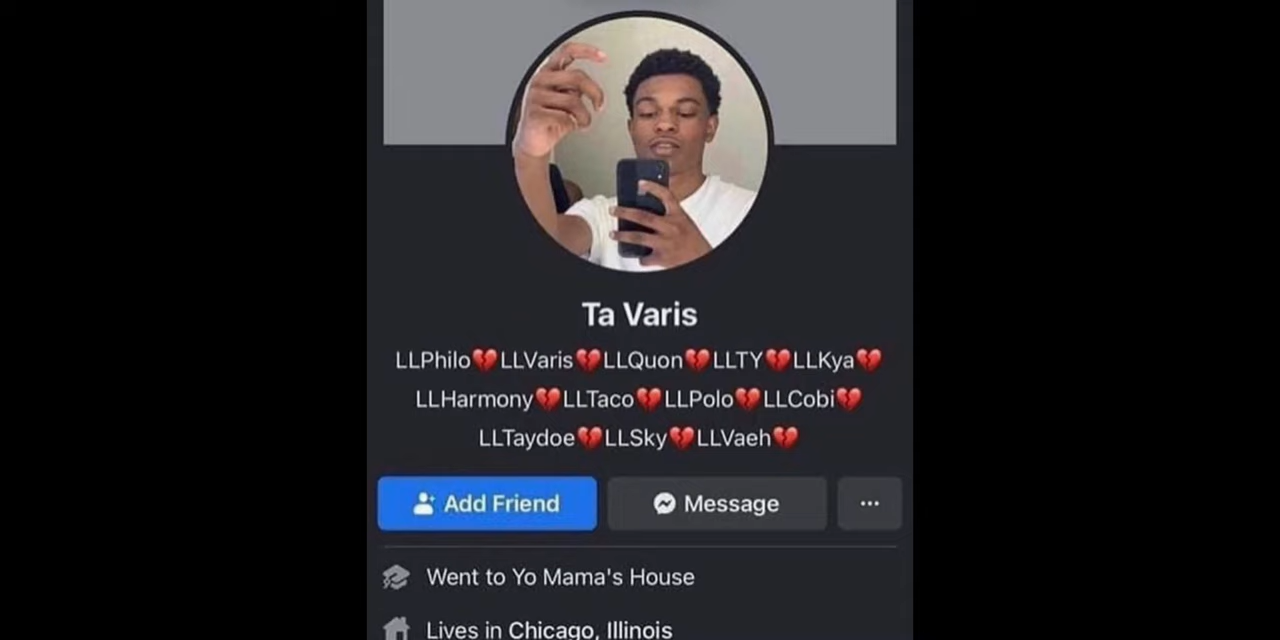 Ta Varis
LLPhilo💔LLVaris💔LLQuon💔LLTY💔LLKya💔
LLHarmony💔LLTaco💔LLPolo💔LLCobi💔
LLTaydoe💔LLSky💔LLVaeh💔
Add Friend Message ...
Went to Yo Mama's House
Lives in Chicago, Illinois